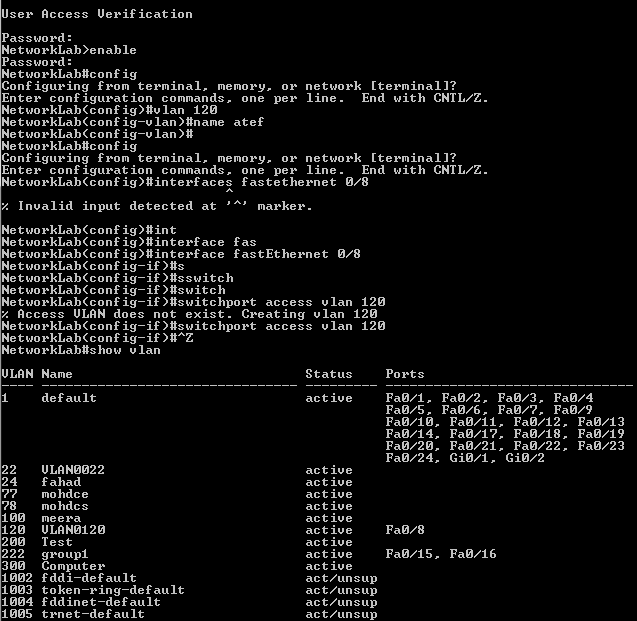 User Access Verification
Password:
NetworkLab>enable
Password:
NetworkLab#config
Configuring from terminal, memory, or network [terminal]?
Enter configuration commands, one per line.  End with CNTL/Z.
NetworkLab(config)#vlan 120
NetworkLab(config-vlan)#name atef
NetworkLab(config-vlan)#
NetworkLab#config
Configuring from terminal, memory, or network [terminal]?
Enter configuration commands, one per line.  End with CNTL/Z.
NetworkLab(config)#interfaces fastethernet 0/8
^
% Invalid input detected at '^' marker.
NetworkLab(config)#int
NetworkLab(config)#interface fas
NetworkLab(config)#interface fastEthernet 0/8
NetworkLab(config-if)#s
NetworkLab(config-if)#sswitch
NetworkLab(config-if)#switch
NetworkLab(config-if)#switchport access vlan 120
% Access VLAN does not exist. Creating vlan 120
NetworkLab(config-if)#switchport access vlan 120
NetworkLab(config-if)#^Z
NetworkLab#show vlan
VLAN Name                             Status    Ports
---- -------------------------------- --------- -------------------------------
1    default                          active    Fa0/1, Fa0/2, Fa0/3, Fa0/4
Fa0/5, Fa0/6, Fa0/7, Fa0/9
Fa0/10, Fa0/11, Fa0/12, Fa0/13
Fa0/14, Fa0/17, Fa0/18, Fa0/19
Fa0/20, Fa0/21, Fa0/22, Fa0/23
Fa0/24, Gi0/1, Gi0/2
22   VLAN0022                         active
24   fahad                            active
77   mohdce                           active
78   mohdcs                           active
100  meera                            active
120  VLAN0120                         active    Fa0/8
200  Test                             active
222  group1                           active    Fa0/15, Fa0/16
300  Computer                         active
1002 fddi-default                     act/unsup
1003 token-ring-default               act/unsup
1004 fddinet-default                  act/unsup
1005 trnet-default                    act/unsup